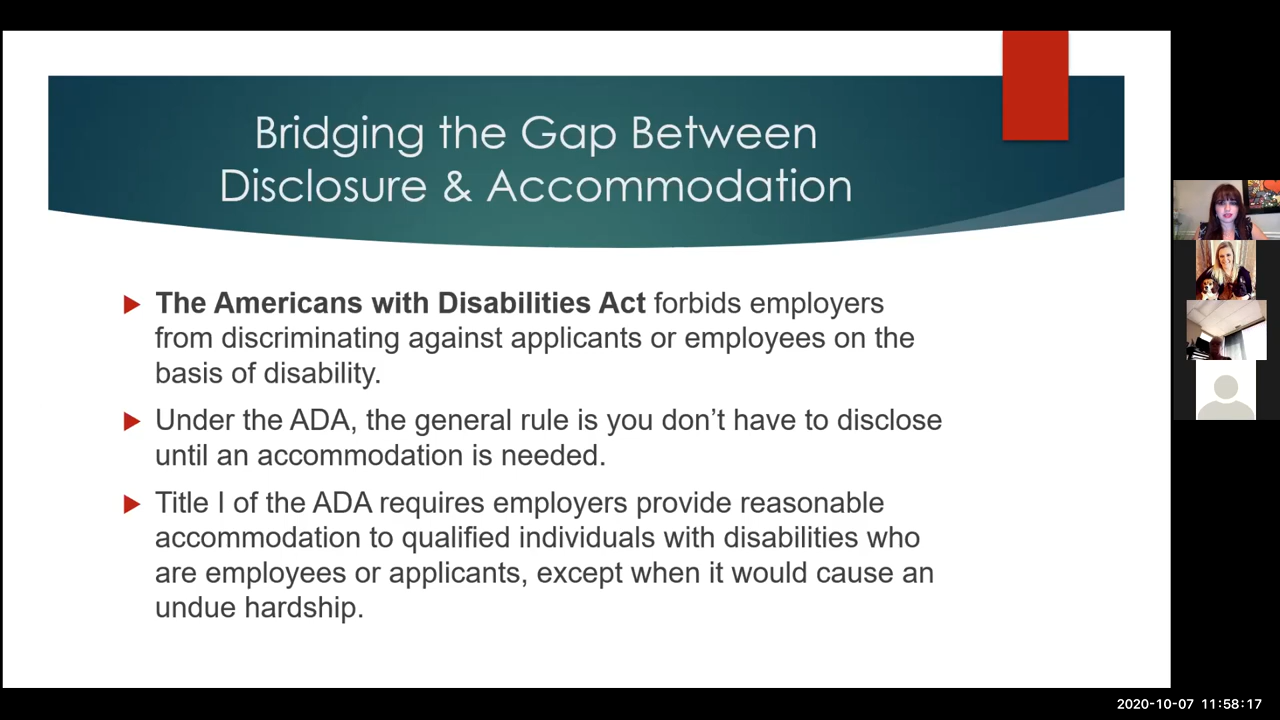 Bridging the Gap Between
Disclosure & Accommodation
The Americans with Disabilities Act forbids employers
from discriminating against applicants or employees on the
basis of disability.
Under the ADA, the general rule is you don’t have to disclose
until an accommodation is needed.
Title I of the ADA requires employers provide reasonable
accommodation to qualified individuals with disabilities who
are employees or applicants, except when it would cause an
undue hardship.
2020-10-07 11:58:17